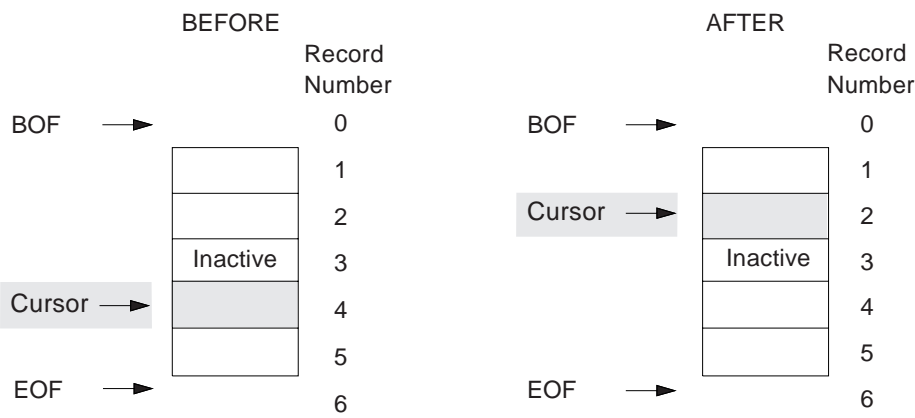 BEFORE
Record
Number
BOF
0
1
2
Inactive
3
Cursor
4
5
EOF
6
AFTER
Record
Number
BOF
0
1
Cursor
2
Inactive
3
4
5
EOF
6